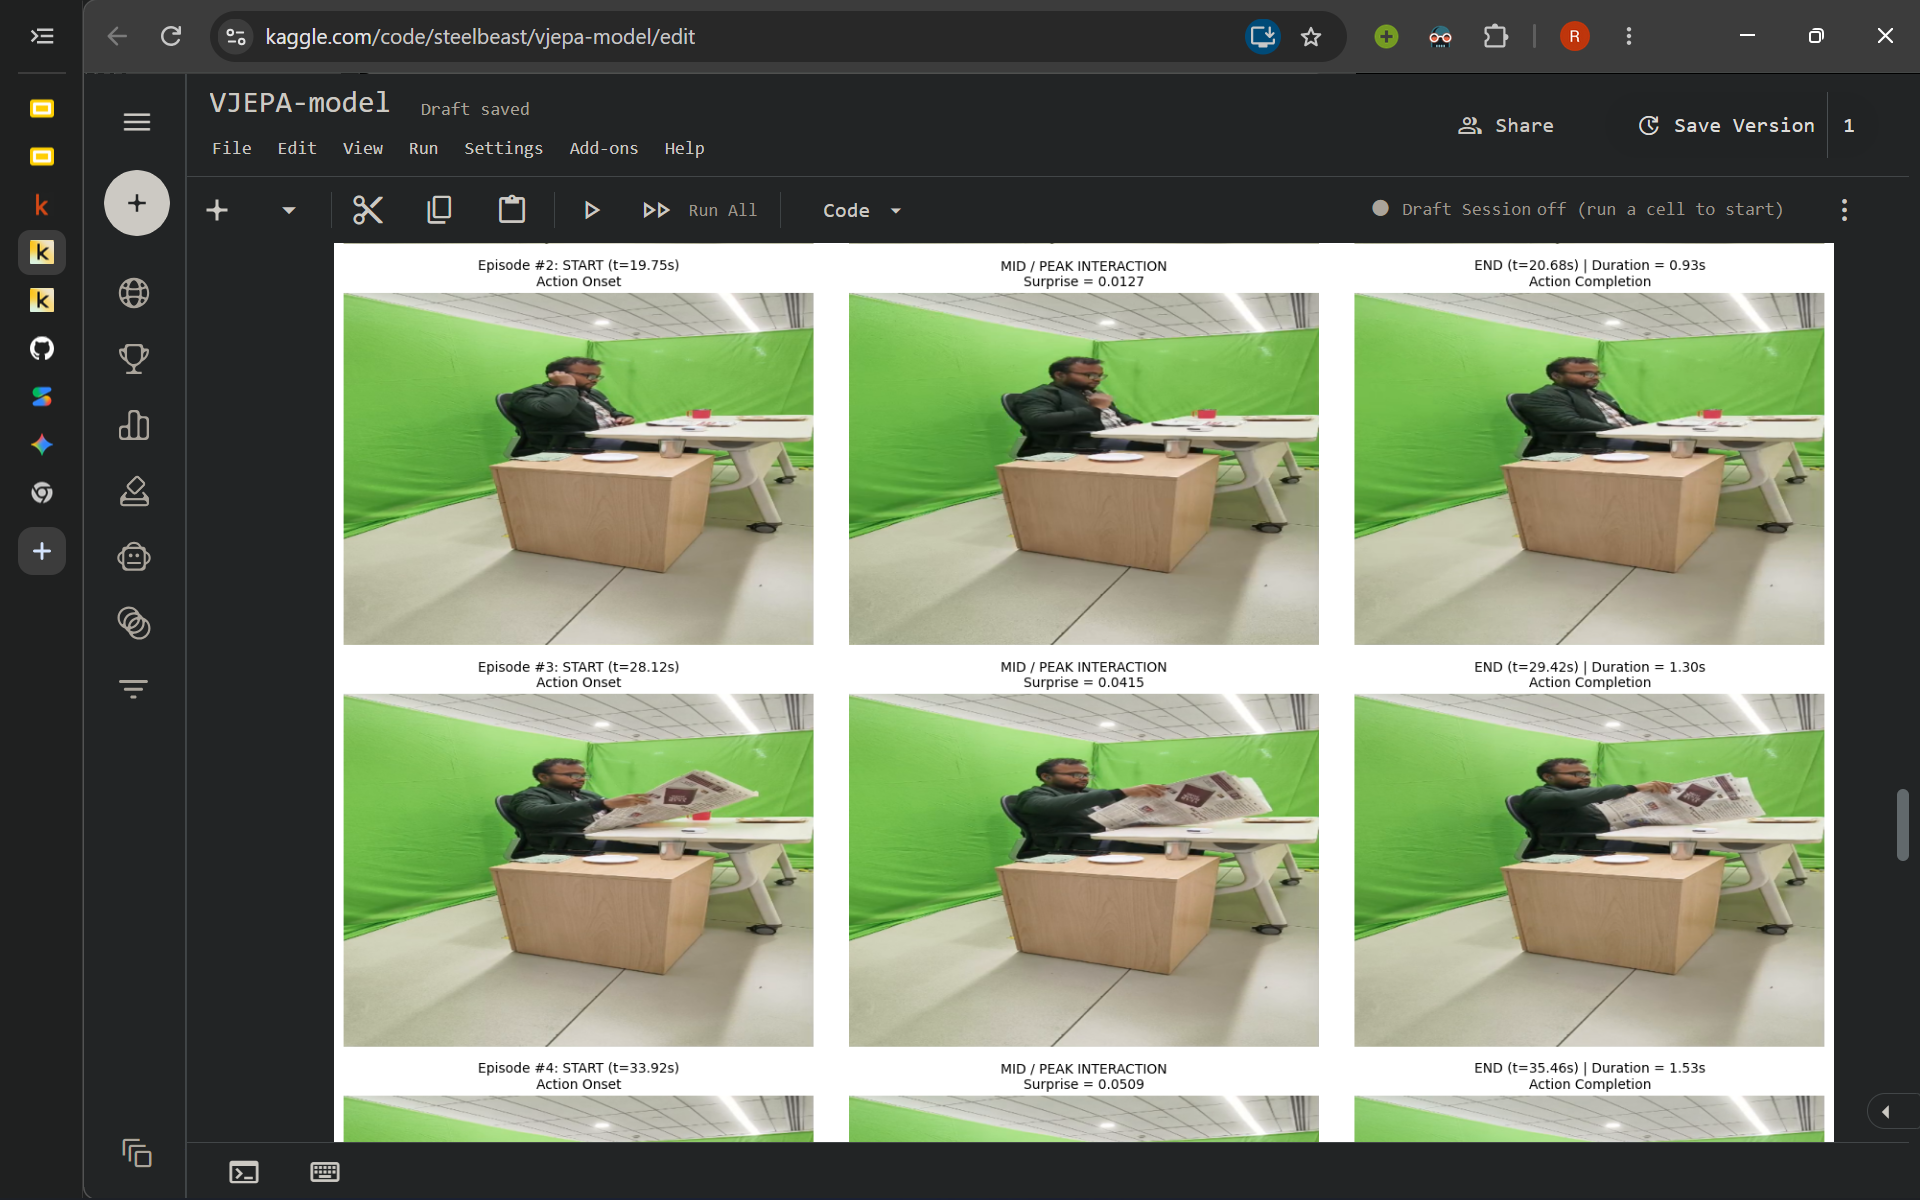 kaggle.com/code/steelbeast/vjepa-model/edit
R
VJEPA-model
Draft saved
File Edit View Run Settings Add-ons Help
Share
Save Version
1
Run All
Code
Draft Session off (run a cell to start)
Episode #2: START (t=19.75s)
Action Onset
MID / PEAK INTERACTION
Surprise = 0.0127
END (t=20.68s) | Duration = 0.93s
Action Completion
Episode #3: START (t=28.12s)
Action Onset
MID / PEAK INTERACTION
Surprise = 0.0415
END (t=29.42s) | Duration = 1.30s
Action Completion
Episode #4: START (t=33.92s)
Action Onset
MID / PEAK INTERACTION
Surprise = 0.0509
END (t=35.46s) | Duration = 1.53s
Action Completion